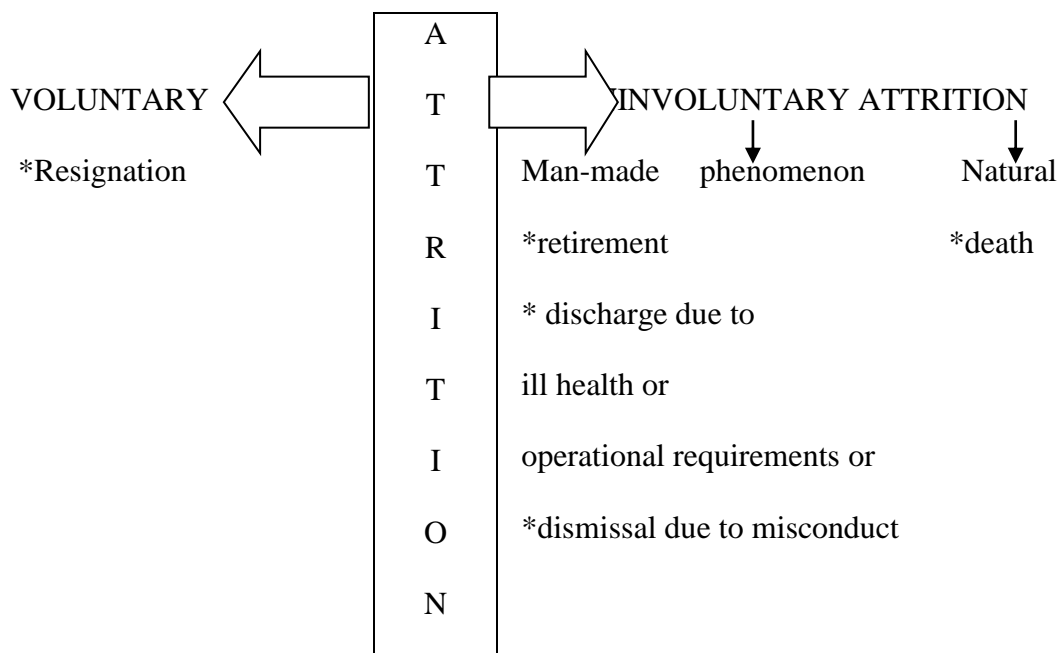 A
T
T
R
I
T
I
O
N
VOLUNTARY
*Resignation
INVOLUNTARY ATTRITION
Man-made phenomenon Natural
*retirement *death
* discharge due to
ill health or
operational requirements or
*dismissal due to misconduct